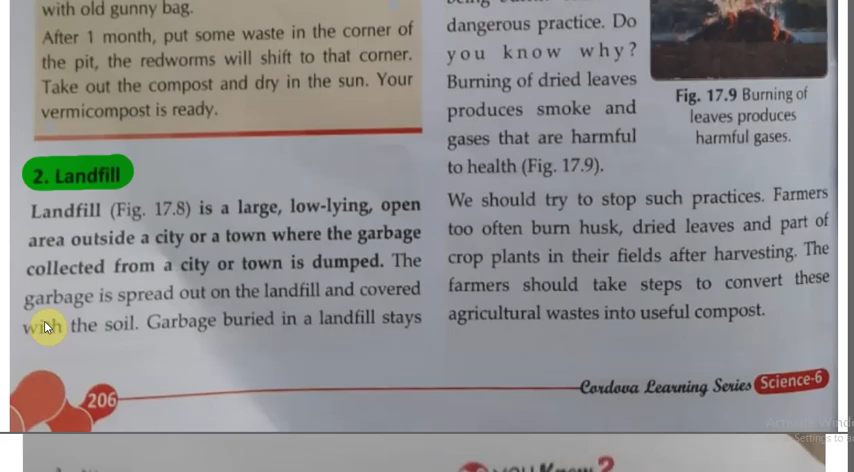 with old gunny bag.
After 1 month, put some waste in the corner of
the pit, the redworms will shift to that corner.
Take out the compost and dry in the sun. Your
vermicompost is ready.
2. Landfill
Landfill (Fig. 17.8) is a large, low-lying, open
area outside a city or a town where the garbage
collected from a city or town is dumped. The
garbage is spread out on the landfill and covered
with the soil. Garbage buried in a landfill stays
dangerous practice. Do
you know why?
Burning of dried leaves
produces smoke and
gases that are harmful
to health (Fig. 17.9).
Fig. 17.9 Burning of
leaves produces
harmful gases.
We should try to stop such practices. Farmers
too often burn husk, dried leaves and part of
crop plants in their fields after harvesting. The
farmers should take steps to convert these
agricultural wastes into useful compost.
206
Cordova Learning Series Science-6
Settings to
you Know?